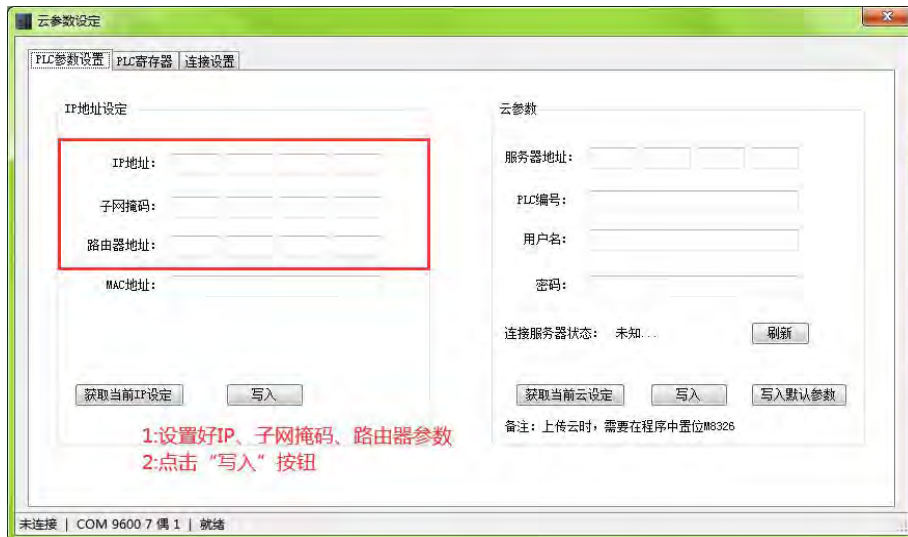 云参数设定
PLC参数设置 PLC寄存器 连接设置
IP地址设定
IP地址:
子网掩码:
路由器地址:
MAC地址:
获取当前IP设定 写入
1:设置好IP、子网掩码、路由器参数
2:点击“写入”按钮
云参数
服务器地址:
PLC编号:
用户名:
密码:
连接服务器状态: 未知... 刷新
获取当前云设定 写入 写入默认参数
备注: 上传云时, 需要在程序中置位M8326
未连接 | COM 9600 7 偶 1 | 就绪